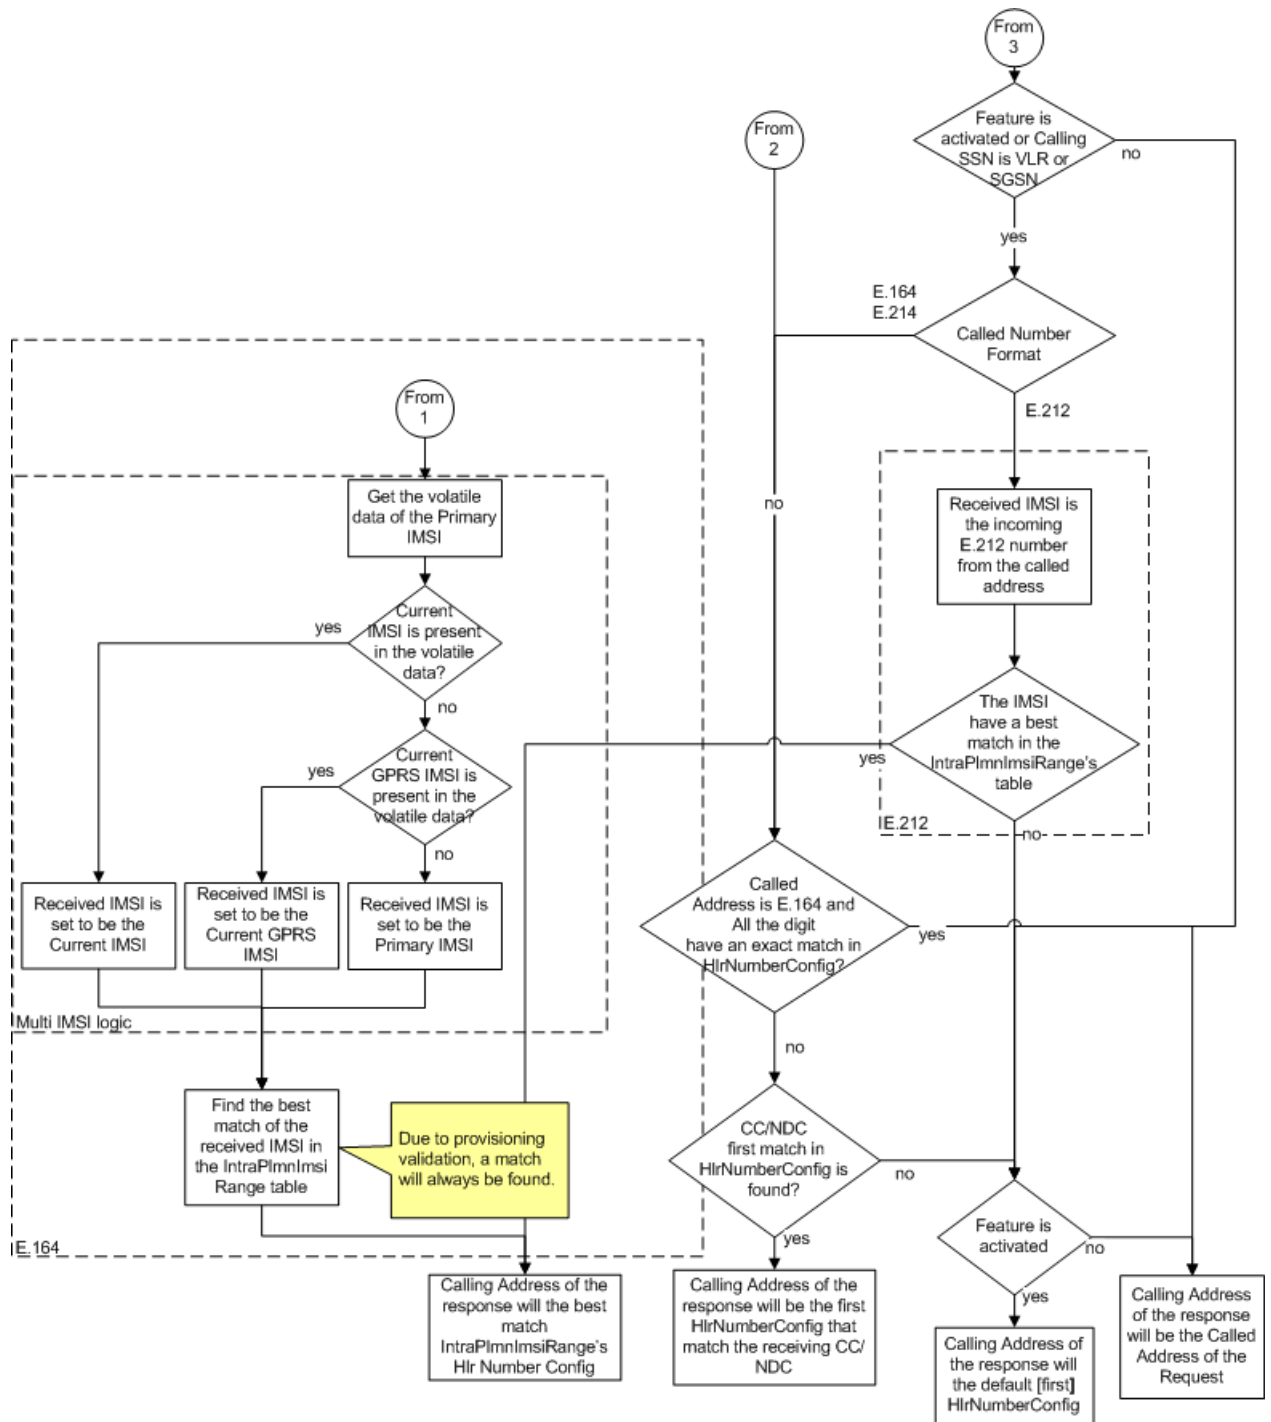 From
3
Feature is
activated or Calling
SSN is VLR or
SGSN
no
yes
From
2
E.164
E.214
Called Number
Format
E.212
no
From
1
Get the volatile
data of the Primary
IMSI
Current
IMSI is present
in the volatile
data?
yes
no
Current
GPRS IMSI is
present in the
volatile data?
yes
no
Received IMSI is
set to be the
Current IMSI
Received IMSI is
set to be the
Current GPRS
IMSI
Received IMSI is
set to be the
Primary IMSI
Multi IMSI logic
Received IMSI is
the incoming
E.212 number
from the called
address
The IMSI
have a best
match in the
IntraPlmnImsiRange's
table
yes
E.212
no
Called
Address is E.164 and
All the digit
have an exact match in
HlrNumberConfig?
yes
no
Find the best
match of the
received IMSI in
the IntraPlmnImsi
Range table
Due to provisioning
validation, a match
will always be found.
E.164
CC/NDC
first match in
HlrNumberConfig is
found?
no
yes
Feature is
activated
no
yes
Calling Address of the
response will the best
match
IntraPlmnImsiRange's
Hlr Number Config
Calling Address of the
response will be the first
HlrNumberConfig that
match the receiving CC/
NDC
Calling Address of
the response will
the default [first]
HlrNumberConfig
Calling Address
of the response
will be the Called
Address of the
Request